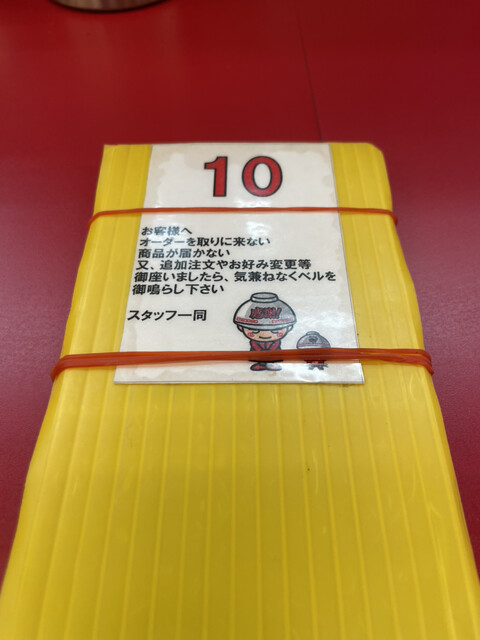 10
お客様へ
オーダーを取りに来ない
商品が届かない
又、追加注文やお好み変更等
御座いましたら、気兼ねなくベルを
御鳴らし下さい
スタッフ一同